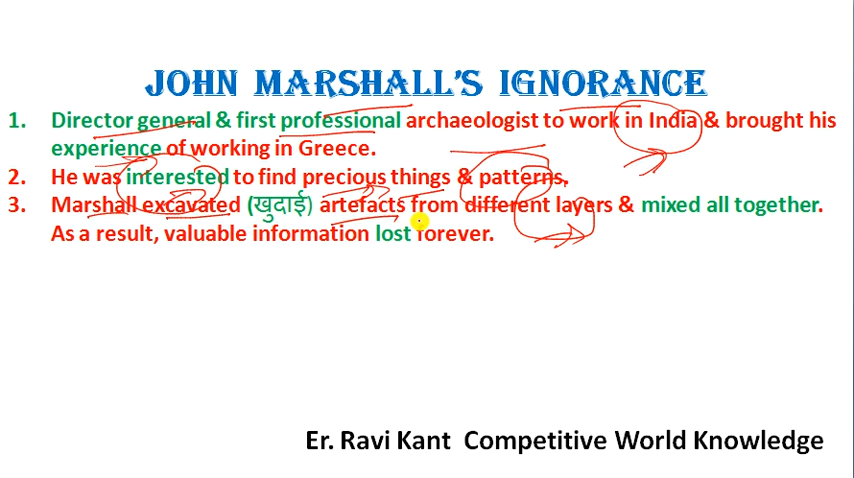 JOHN MARSHALL'S IGNORANCE
1. Director general & first professional archaeologist to work in India & brought his
experience of working in Greece.
2. He was interested to find precious things & patterns.
3. Marshall excavated (खुदाई) artefacts from different layers & mixed all together.
As a result, valuable information lost forever.
Er. Ravi Kant Competitive World Knowledge